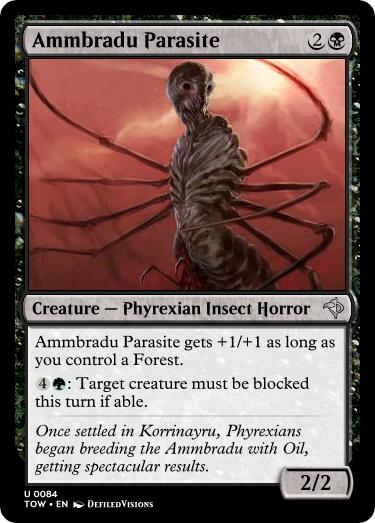 Ammbradu Parasite 2
Creature — Phyrexian Insect Horror
Ammbradu Parasite gets +1/+1 as long as
you control a Forest.
4 : Target creature must be blocked
this turn if able.
Once settled in Korrinayru, Phyrexians
began breeding the Ammbradu with Oil,
getting spectacular results.
2/2
U 0084
TOW • EN DefiledVisions